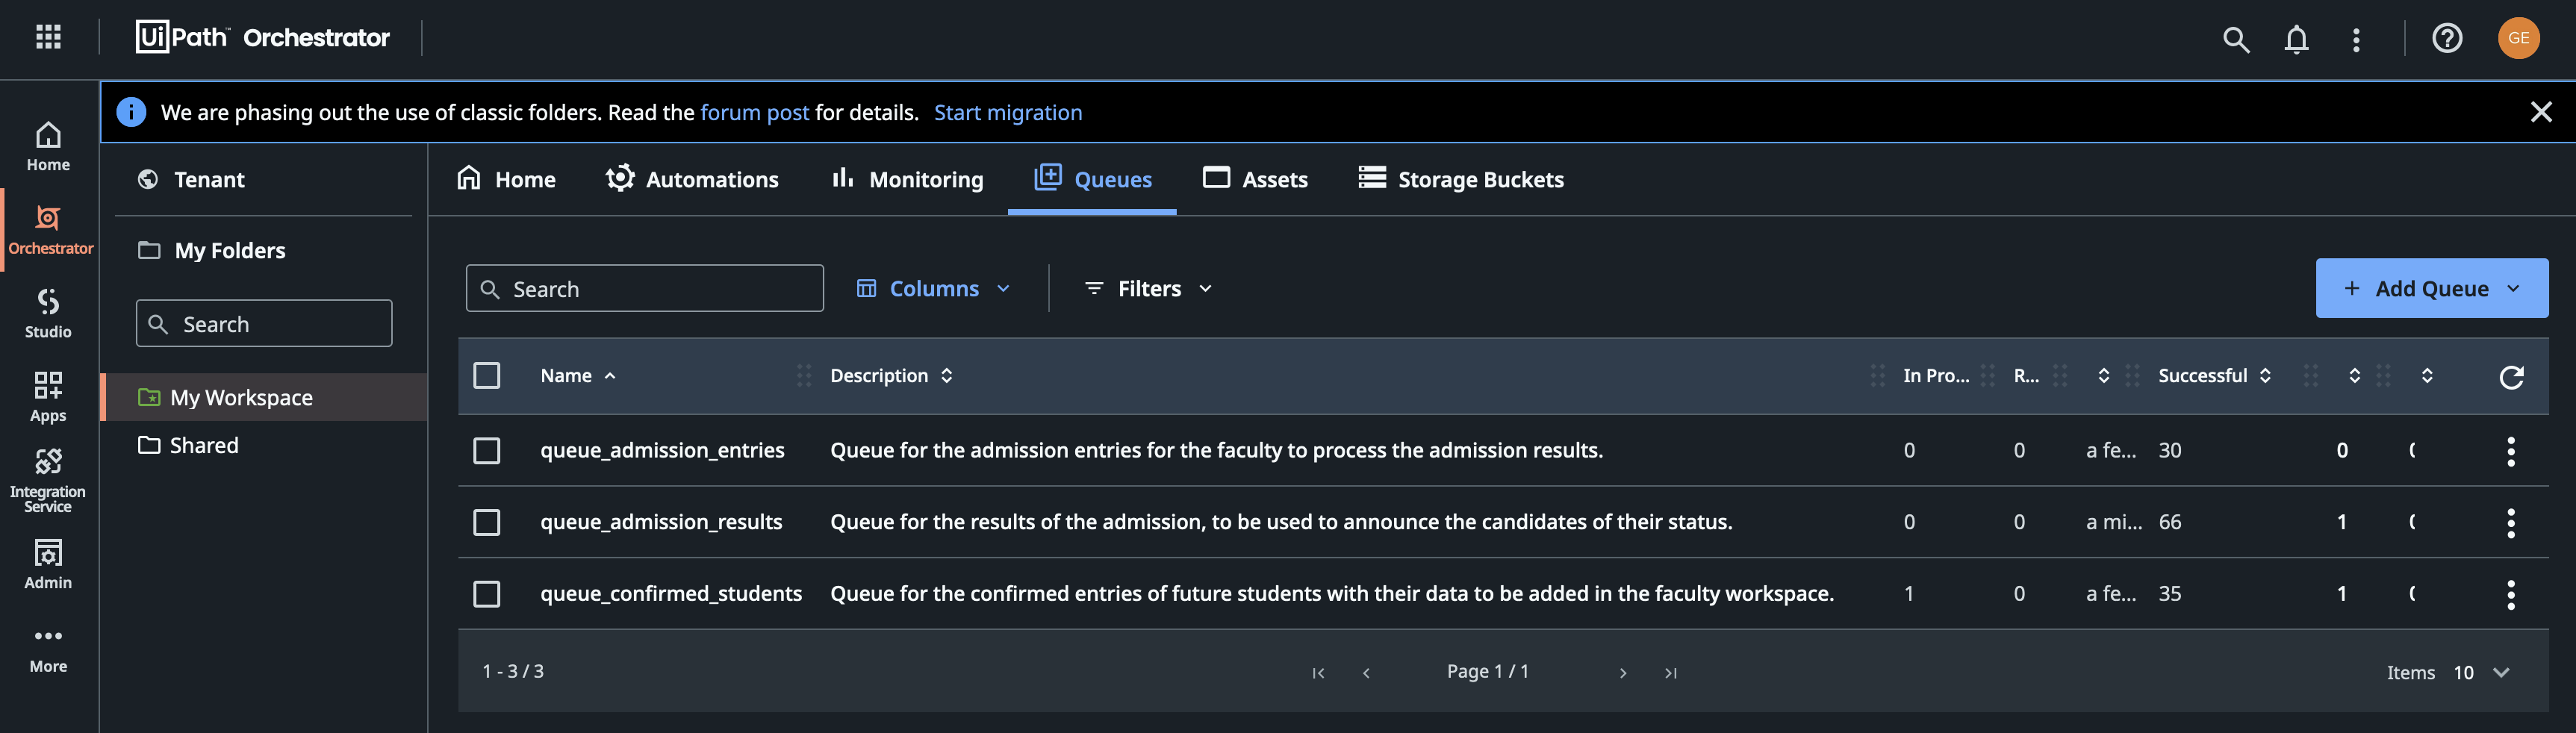 UiPath™ Orchestrator
GE
We are phasing out the use of classic folders. Read the forum post for details. Start migration
Home
Orchestrator
Studio
Apps
Integration
Service
Admin
More
Tenant
My Folders
Search
My Workspace
Shared
Home Automations Monitoring Queues Assets Storage Buckets
Search Columns Filters + Add Queue
Name Description In Pro... R... Successful
queue_admission_entries Queue for the admission entries for the faculty to process the admission results. 0 0 a fe... 30 0
queue_admission_results Queue for the results of the admission, to be used to announce the candidates of their status. 0 0 a mi... 66 1
queue_confirmed_students Queue for the confirmed entries of future students with their data to be added in the faculty workspace. 1 0 a fe... 35 1
1 - 3 / 3 Page 1 / 1 Items 10